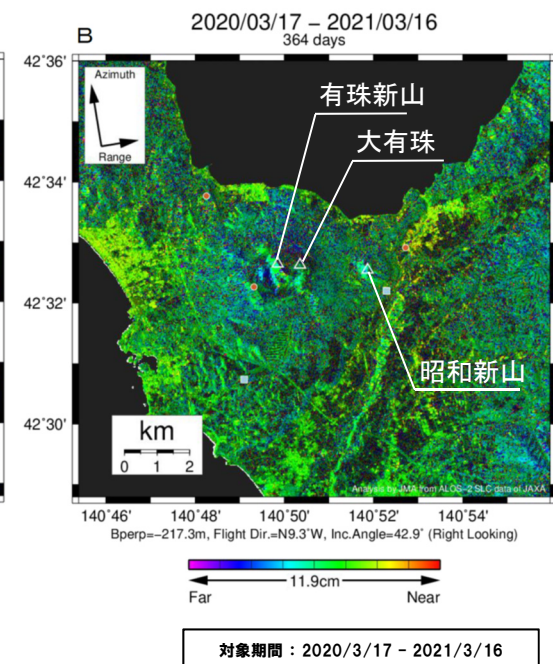 B
2020/03/17 − 2021/03/16
364 days
42˚36'
Azimuth
Range
有珠新山
大有珠
42˚34'
42˚32'
昭和新山
42˚30'
km
0 1 2
Analysis by JMA from ALOS−2 SLC data of JAXA
140˚46' 140˚48' 140˚50' 140˚52' 140˚54'
Bperp=−217.3m, Flight Dir.=N9.3˚W, Inc.Angle=42.9˚ (Right Looking)
11.9cm
Far Near
対象期間：2020/3/17 - 2021/3/16